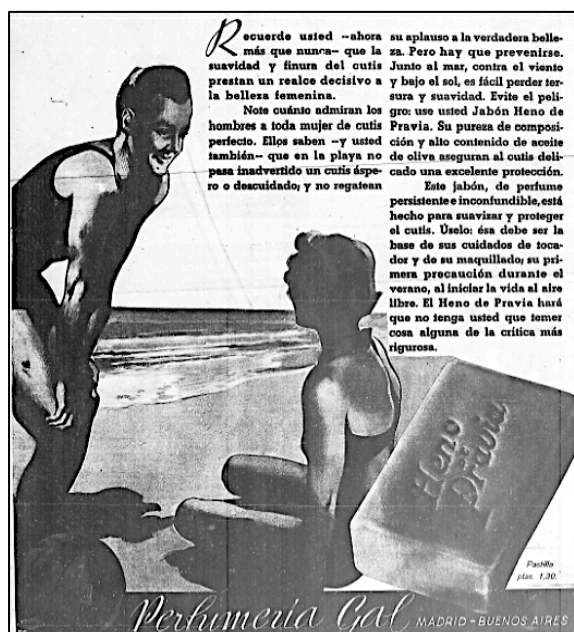 Recuerde usted --ahora
más que nunca-- que la
suavidad y finura del cutis
prestan un realce decisivo a
la belleza femenina.
Note cuánto admiran los
hombres a toda mujer de cutis
perfecto. Ellos saben --y usted
también-- que en la playa no
pasa inadvertido un cutis áspe-
ro o descuidado; y no regatean
su aplauso a la verdadera belle-
za. Pero hay que prevenirse.
Junto al mar, contra el viento
y bajo el sol, es fácil perder ter-
sura y suavidad. Evite el peli-
gro: use usted Jabón Heno de
Pravia. Su pureza de composi-
ción y alto contenido de aceite
de oliva aseguran al cutis deli-
cado una excelente protección.
Este jabón, de perfume
persistente e inconfundible, está
hecho para suavizar y proteger
el cutis. Úselo: ésa debe ser la
base de sus cuidados de toca-
dor y de su maquillado; su pri-
mera precaución durante el
verano, al iniciar la vida al aire
libre. El Heno de Pravia hará
que no tenga usted que temer
cosa alguna de la crítica más
rigurosa.
Heno
de
Pravia
Pastilla
ptas. 1,30.
Perfumería Gal MADRID - BUENOS AIRES